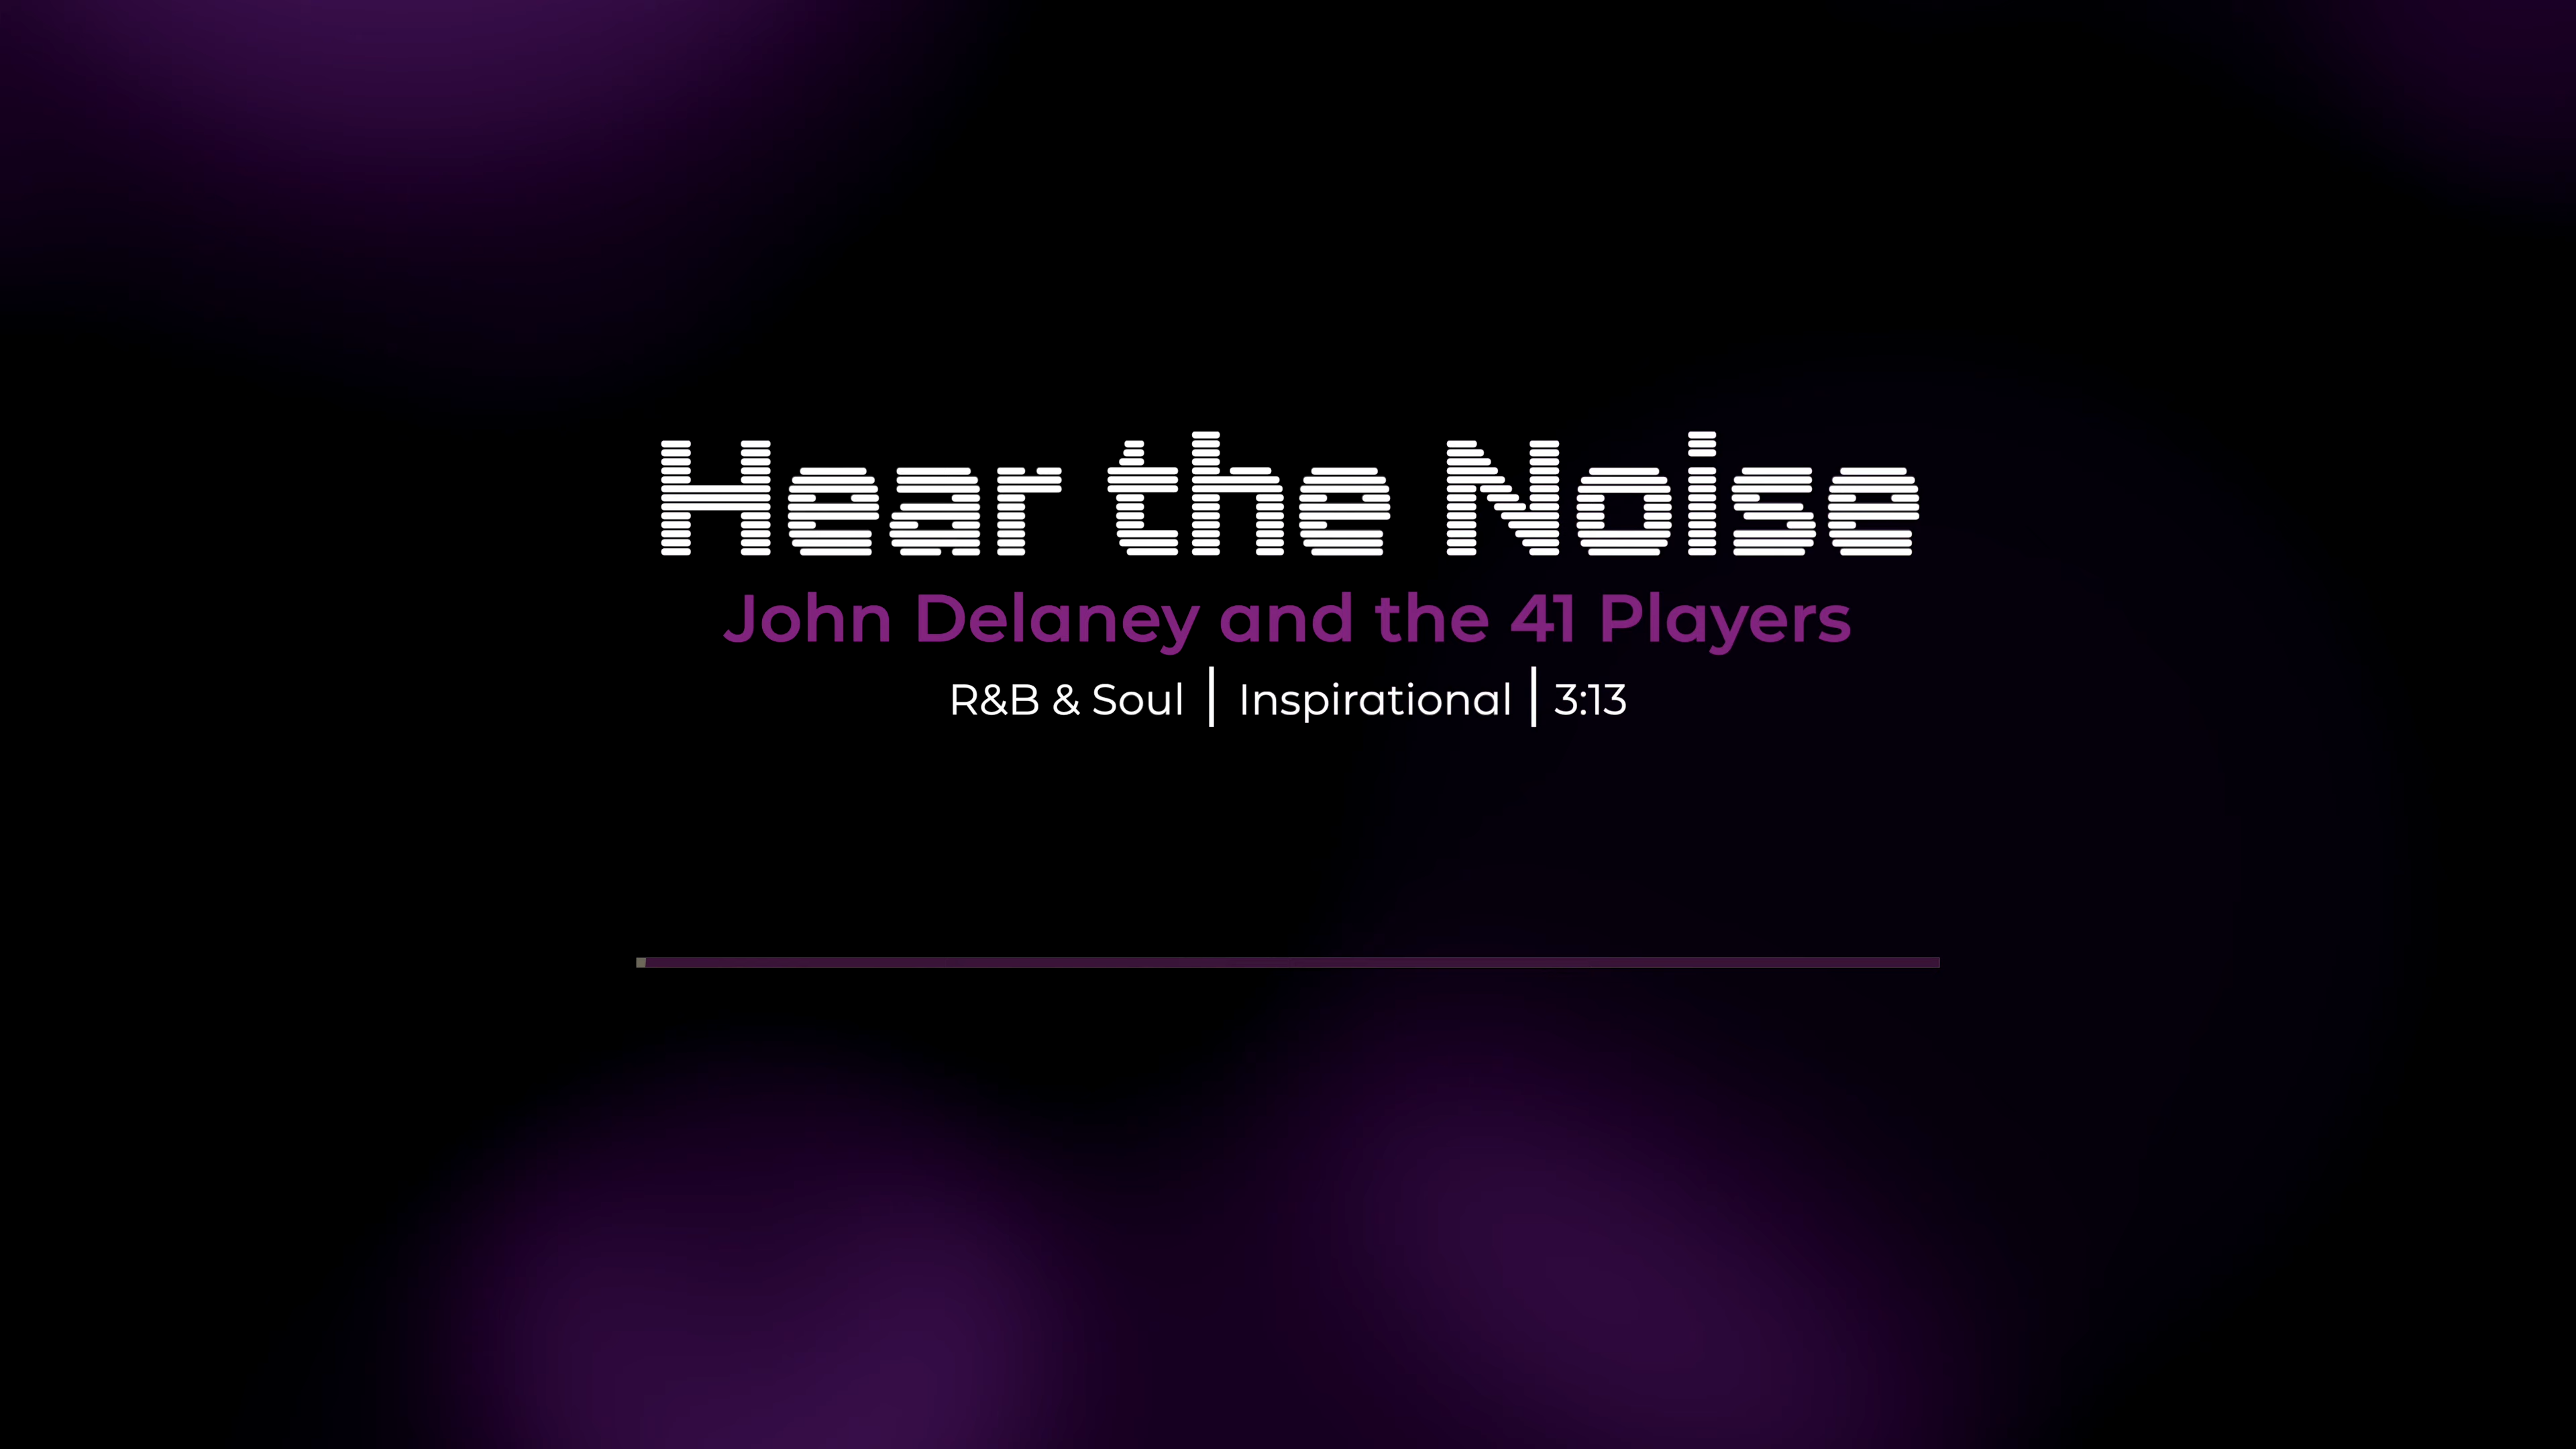 Hear the Noise
John Delaney and the 41 Players
R&B & Soul | Inspirational | 3:13